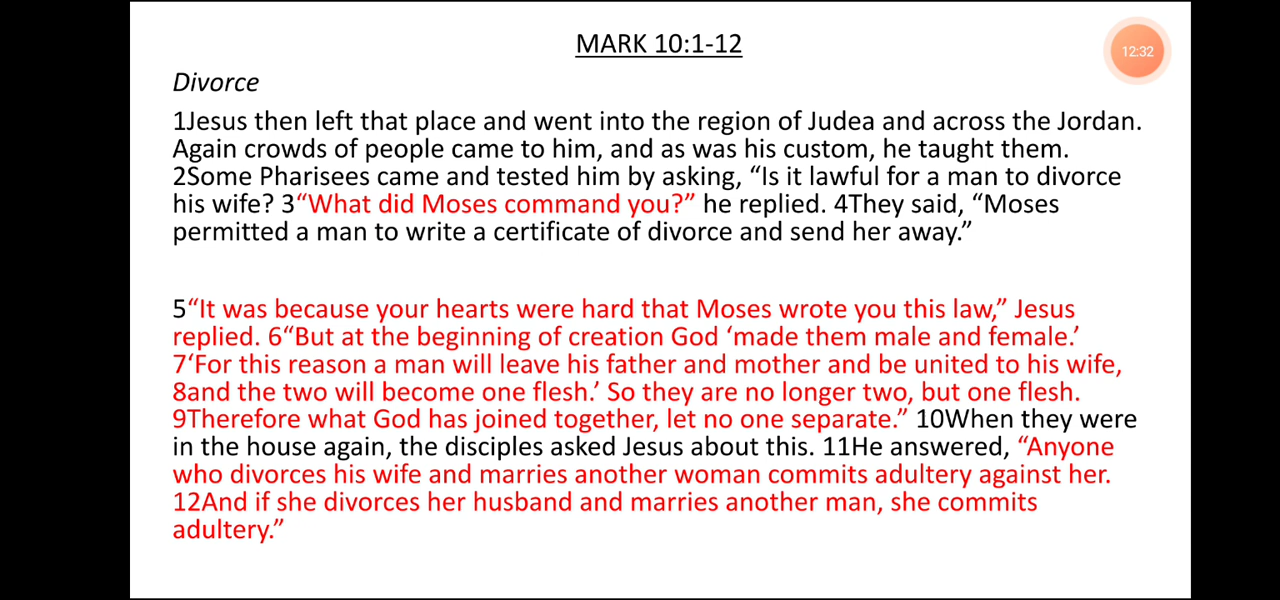 MARK 10:1-12
12:32
Divorce
1Jesus then left that place and went into the region of Judea and across the Jordan.
Again crowds of people came to him, and as was his custom, he taught them.
2Some Pharisees came and tested him by asking, “Is it lawful for a man to divorce
his wife? 3“What did Moses command you?” he replied. 4They said, “Moses
permitted a man to write a certificate of divorce and send her away.”
5“It was because your hearts were hard that Moses wrote you this law,” Jesus
replied. 6“But at the beginning of creation God ‘made them male and female.’
7‘For this reason a man will leave his father and mother and be united to his wife,
8and the two will become one flesh.’ So they are no longer two, but one flesh.
9Therefore what God has joined together, let no one separate.” 10When they were
in the house again, the disciples asked Jesus about this. 11He answered, “Anyone
who divorces his wife and marries another woman commits adultery against her.
12And if she divorces her husband and marries another man, she commits
adultery.”